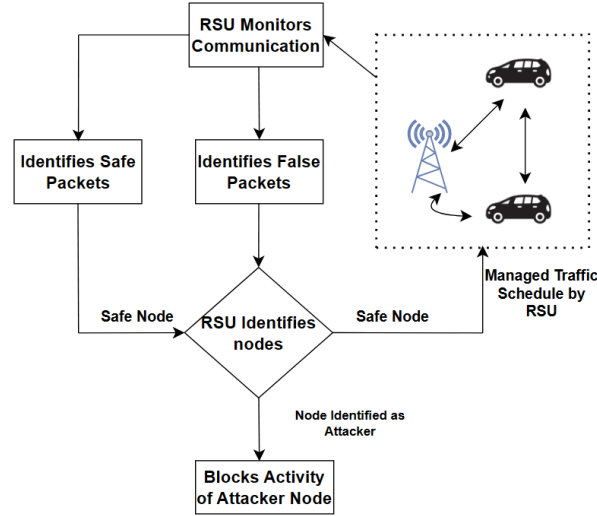 RSU Monitors
Communication
Identifies Safe
Packets
Identifies False
Packets
Managed Traffic
Schedule by
RSU
Safe Node
RSU Identifies
nodes
Safe Node
Node Identified as
Attacker
Blocks Activity
of Attacker Node